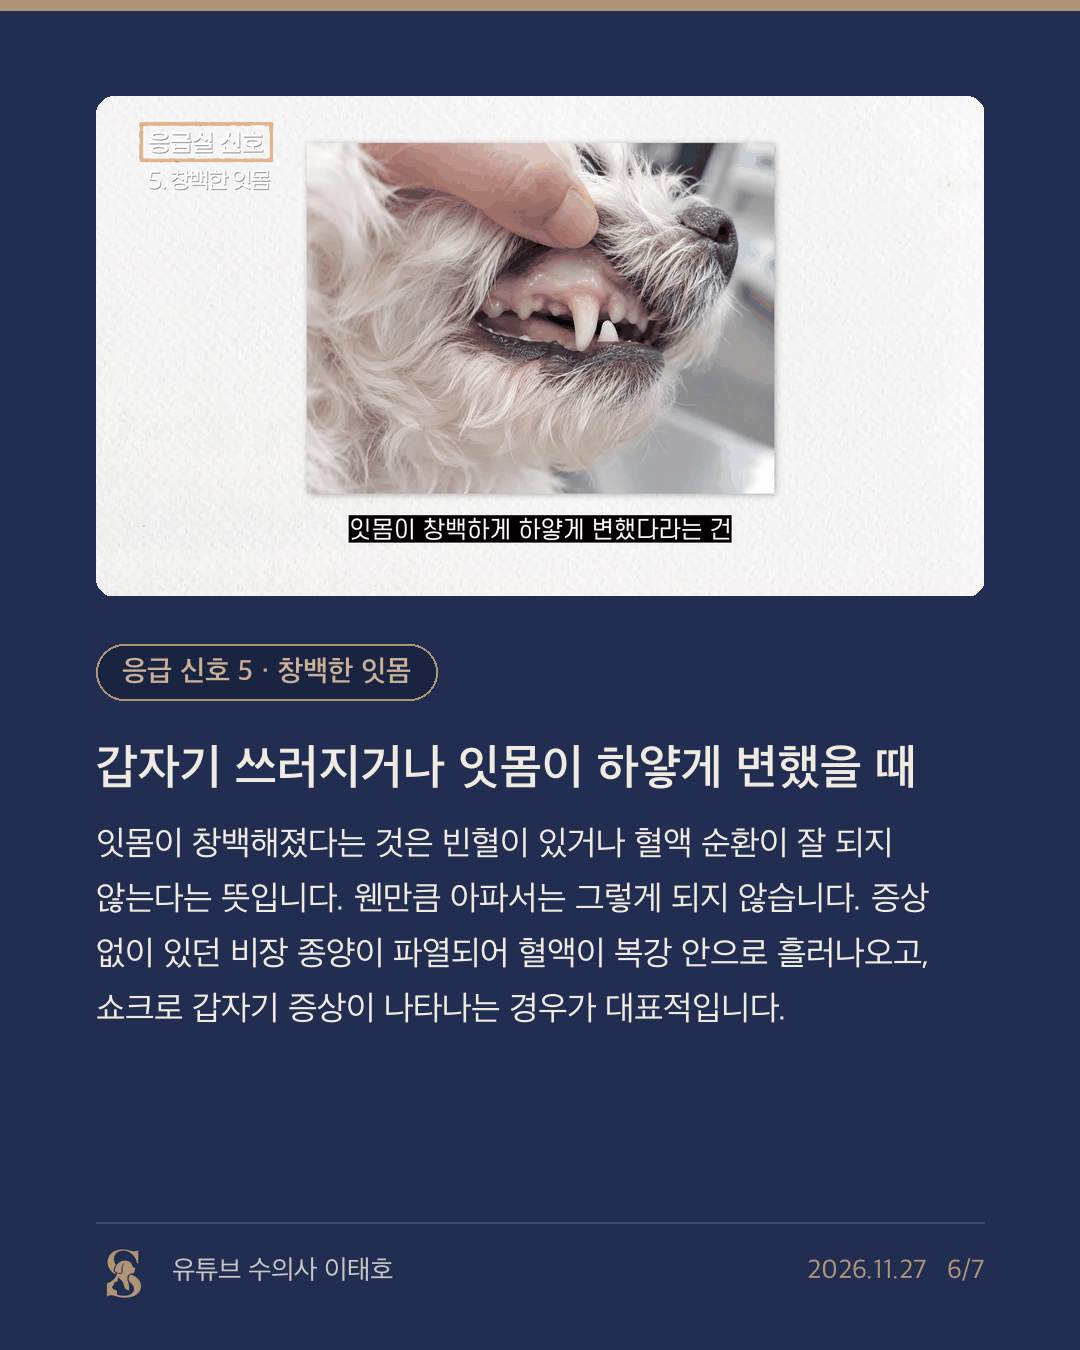 응급실 신호
5. 창백한 잇몸
잇몸이 창백하게 하얗게 변했다라는 건
응급 신호 5 · 창백한 잇몸
갑자기 쓰러지거나 잇몸이 하얗게 변했을 때
잇몸이 창백해졌다는 것은 빈혈이 있거나 혈액 순환이 잘 되지
않는다는 뜻입니다. 웬만큼 아파서는 그렇게 되지 않습니다. 증상
없이 있던 비장 종양이 파열되어 혈액이 복강 안으로 흘러나오고,
쇼크로 갑자기 증상이 나타나는 경우가 대표적입니다.
유튜브 수의사 이태호
2026.11.27 6/7